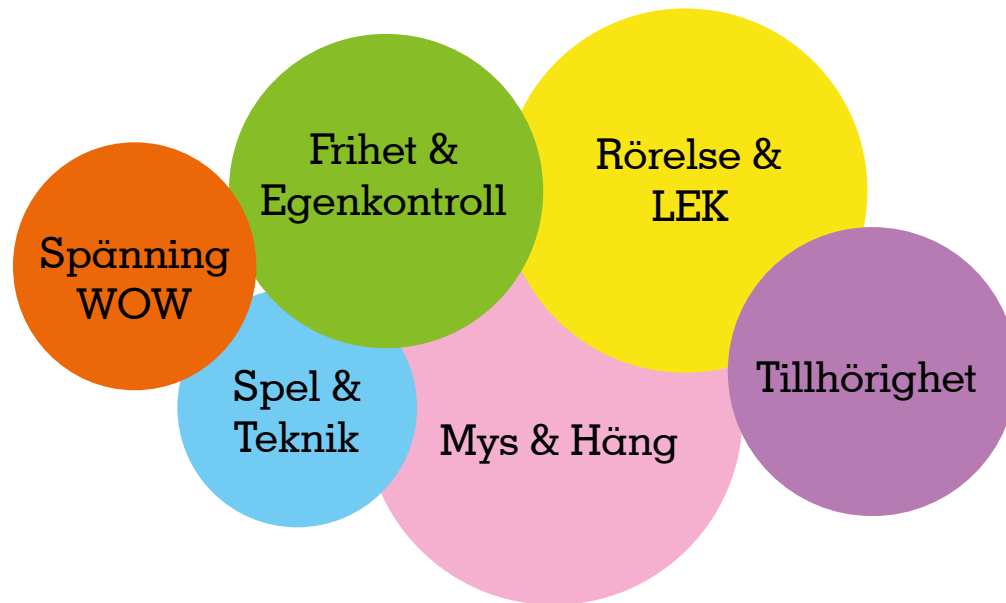 Frihet &
Egenkontroll
Rörelse &
LEK
Spänning
WOW
Spel &
Teknik
Mys & Häng
Tillhörighet